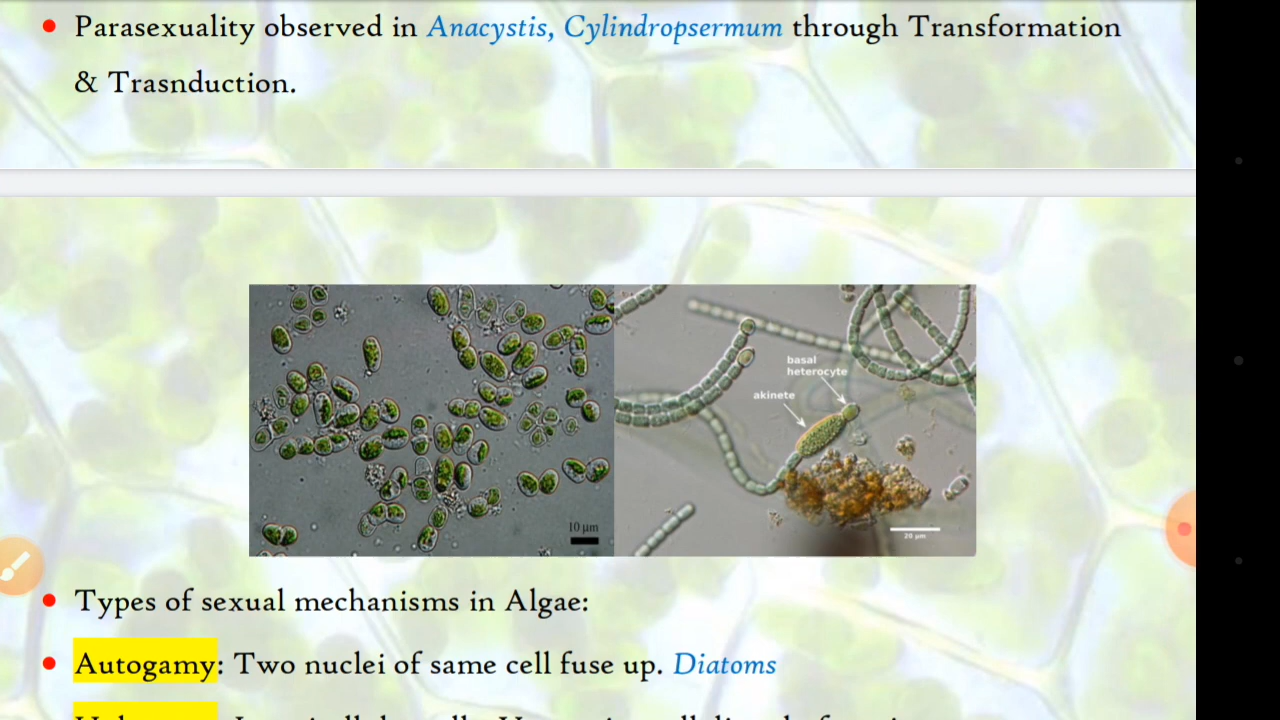 Parasexuality observed in Anacystis, Cylindropsermum through Transformation
& Trasnduction.
basal
heterocyte
akinete
10 µm
20 µm
Types of sexual mechanisms in Algae:
Autogamy: Two nuclei of same cell fuse up. Diatoms